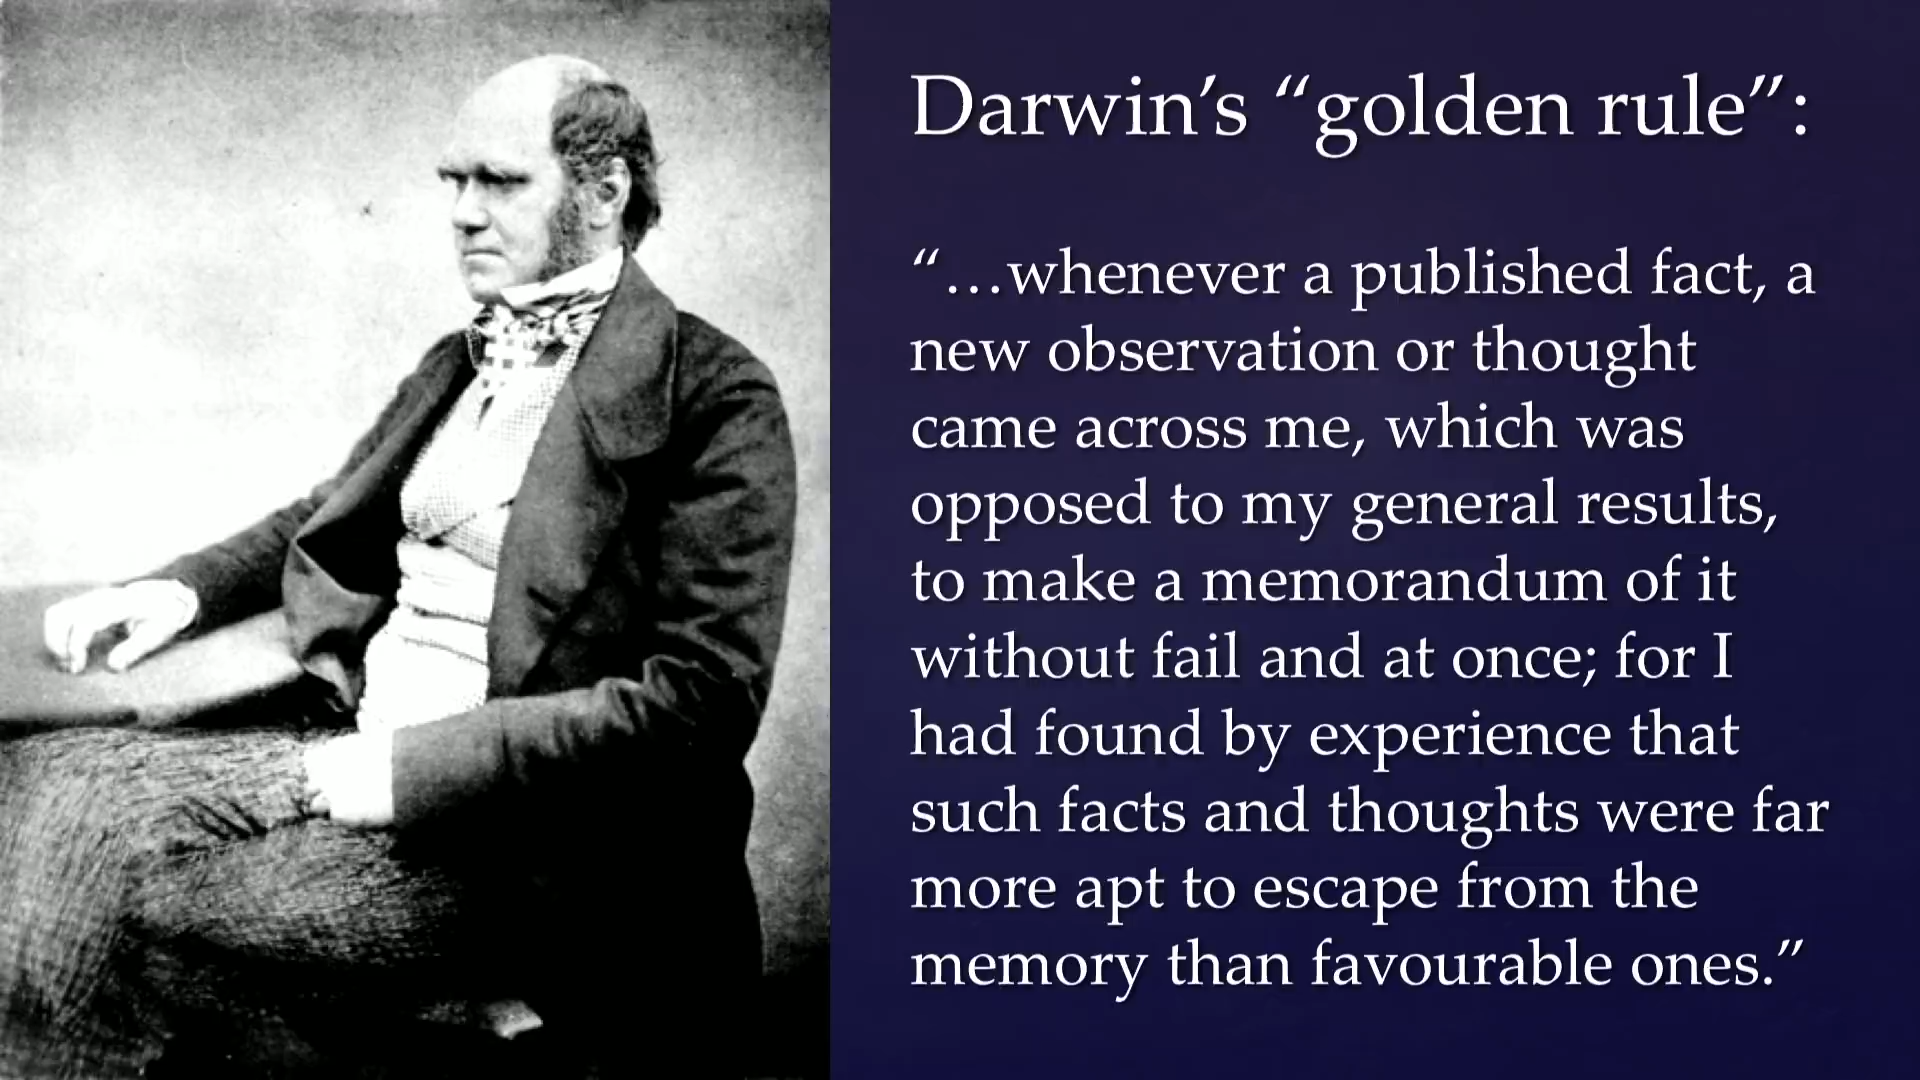 Darwin’s “golden rule”:
“…whenever a published fact, a
new observation or thought
came across me, which was
opposed to my general results,
to make a memorandum of it
without fail and at once; for I
had found by experience that
such facts and thoughts were far
more apt to escape from the
memory than favourable ones.”